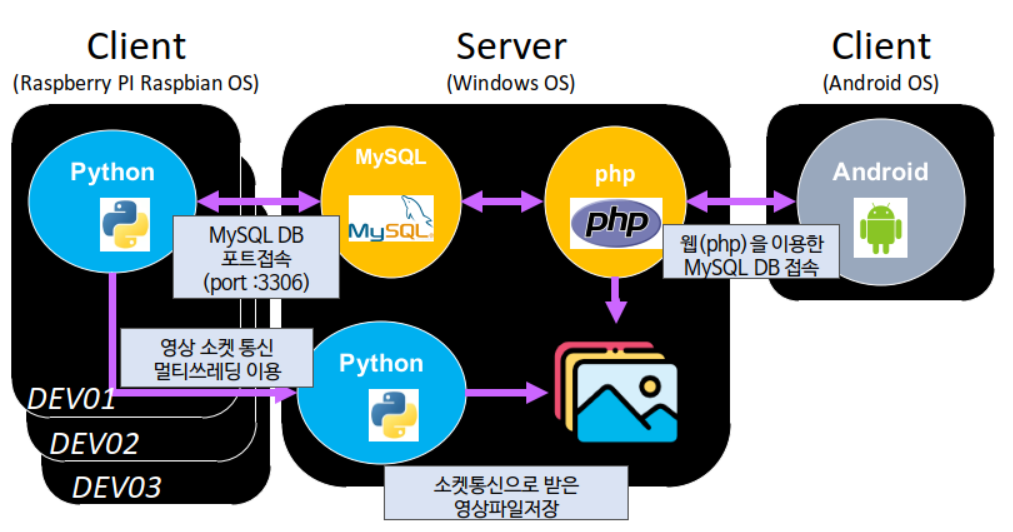 Client
(Raspberry PI Raspbian OS)
Server
(Windows OS)
Client
(Android OS)
Python
MySQL
MySQL
php
php
Android
MySQL DB
포트접속
(port :3306)
웹(php)을 이용한
MySQL DB 접속
영상 소켓 통신
멀티쓰레딩 이용
Python
DEV01
DEV02
DEV03
소켓통신으로 받은
영상파일저장